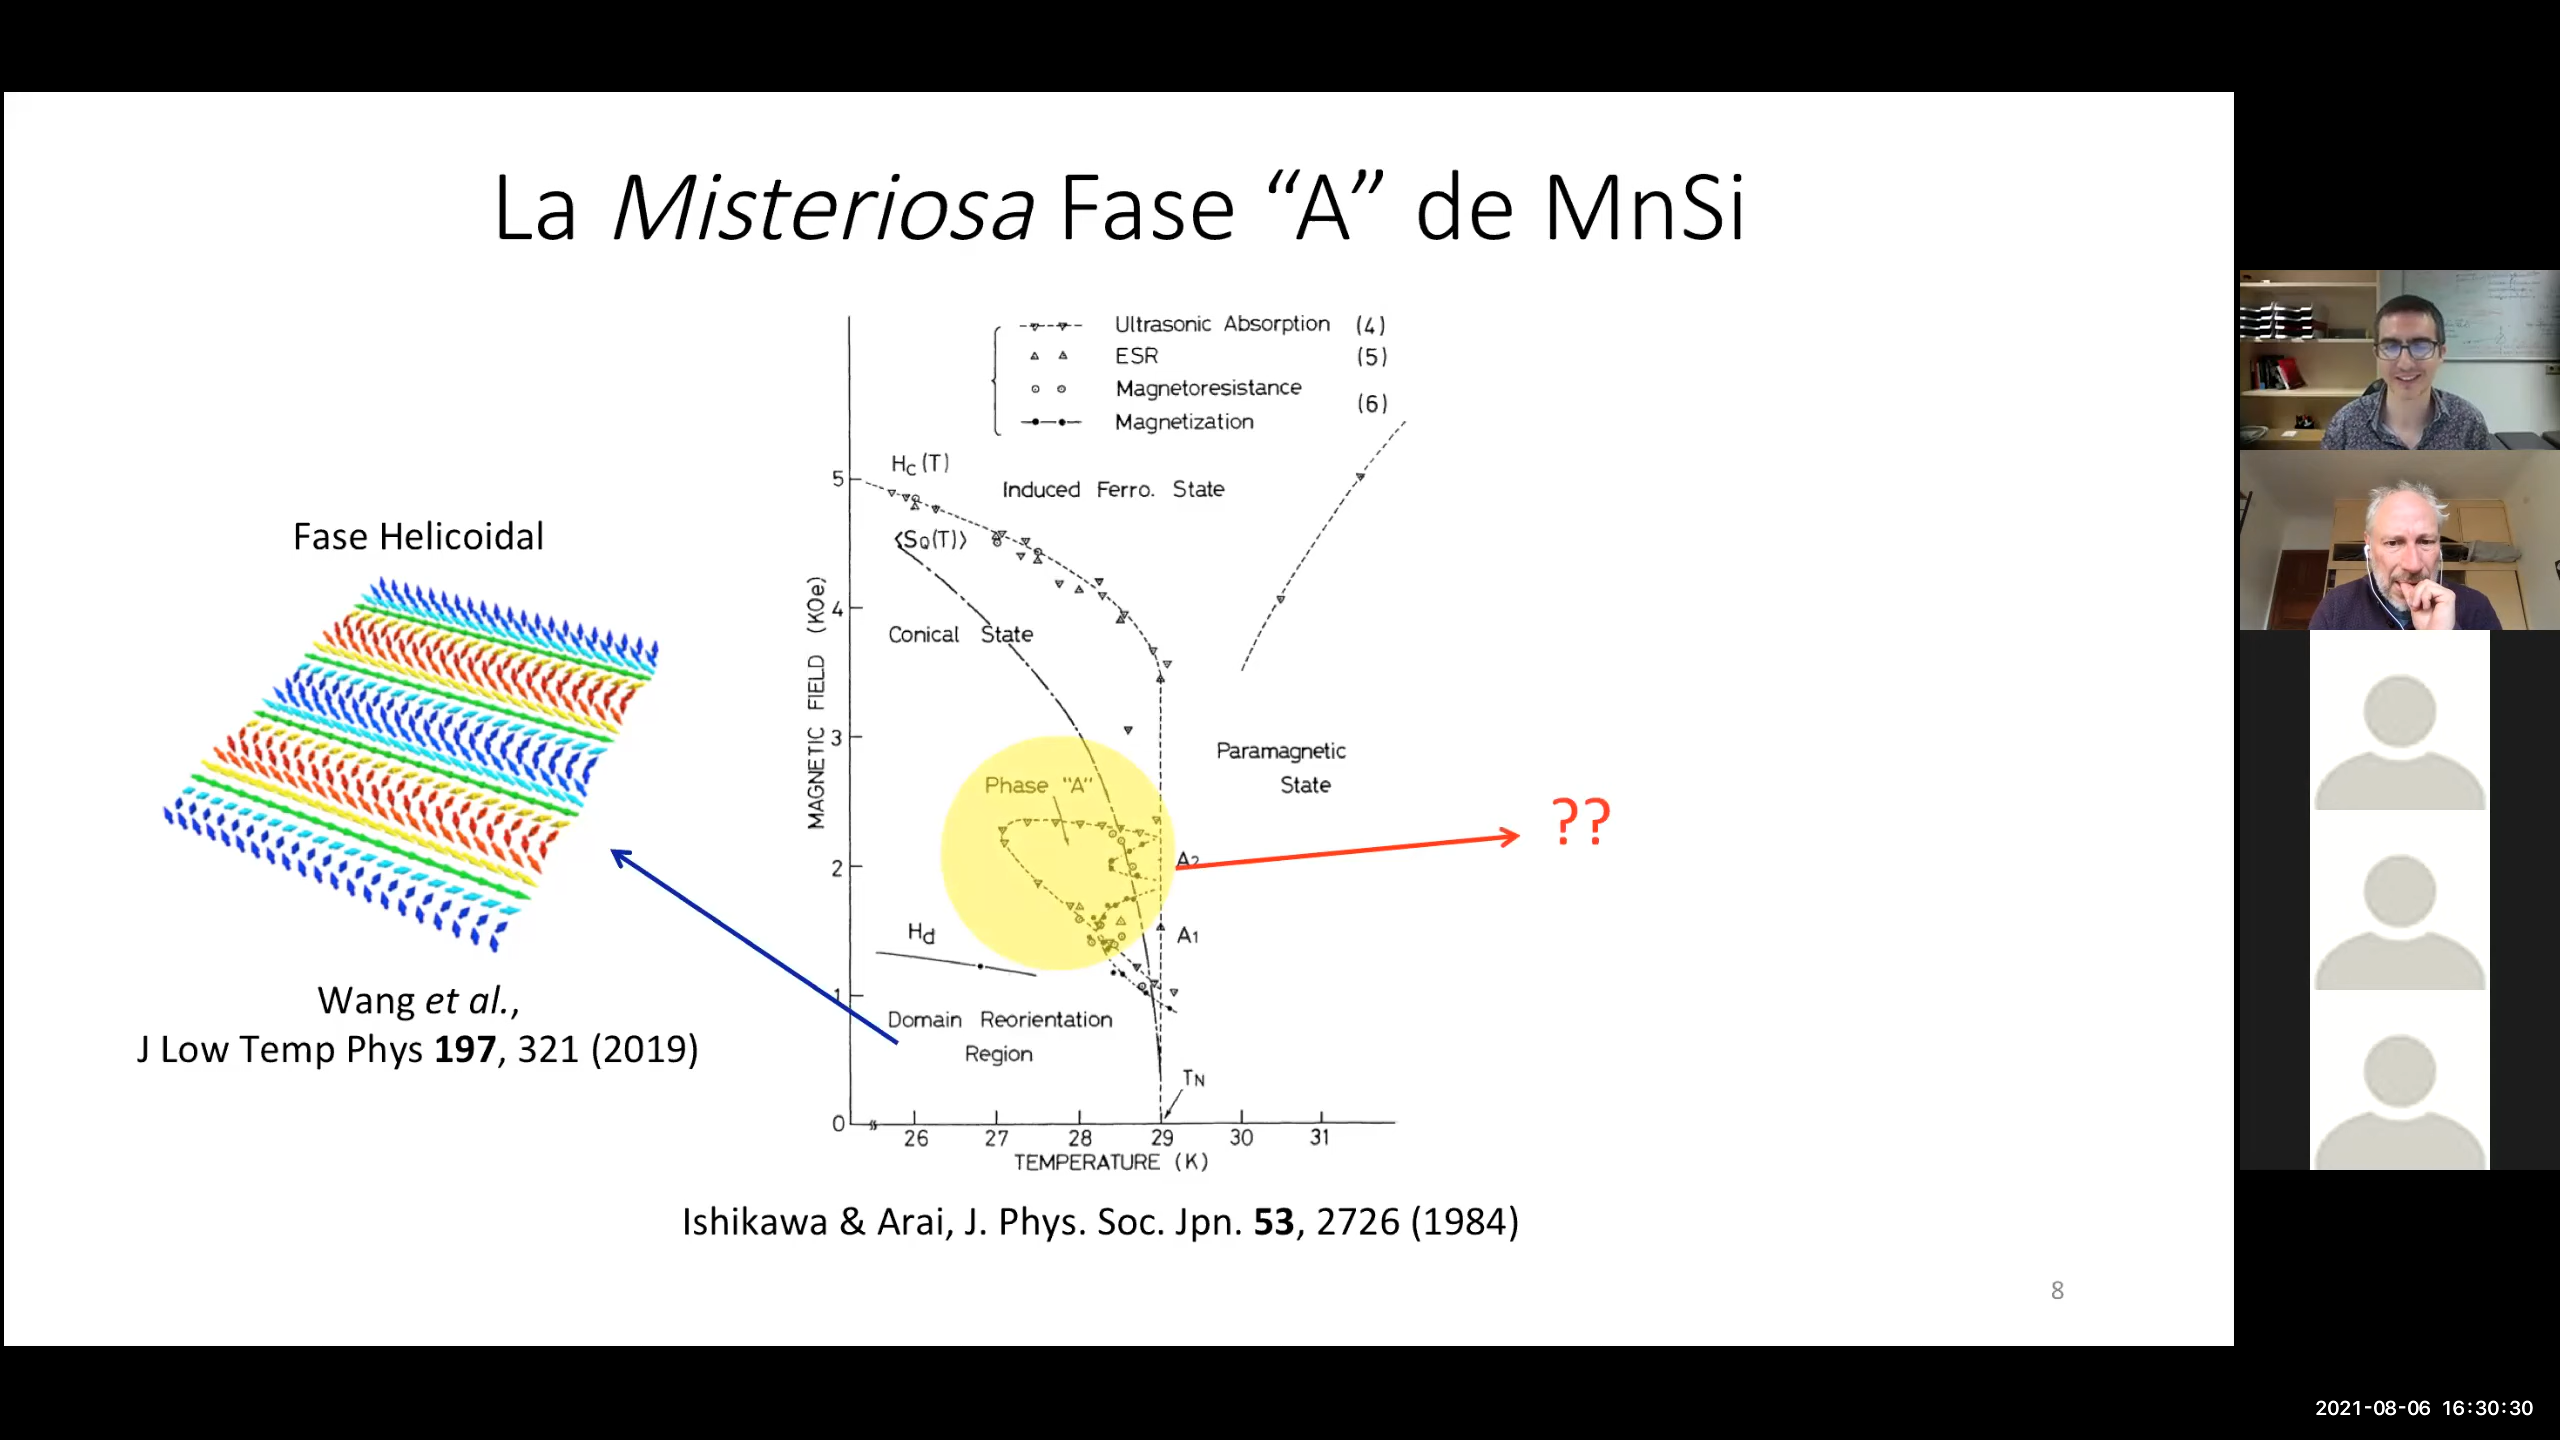 La Misteriosa Fase “A” de MnSi
Ultrasonic Absorption (4)
ESR (5)
Magnetoresistance
(6)
Magnetization
Hc (T)
5
Induced Ferro. State
⟨SQ(T)⟩
4
Conical State
MAGNETIC FIELD (KOe)
3
Paramagnetic
State
Phase "A"
??
A2
2
Hd
A1
1
Domain Reorientation
Region
TN
0
26 27 28 29 30 31
TEMPERATURE (K)
Fase Helicoidal
Wang et al.,
J Low Temp Phys 197, 321 (2019)
Ishikawa & Arai, J. Phys. Soc. Jpn. 53, 2726 (1984)
8
2021-08-06 16:30:30